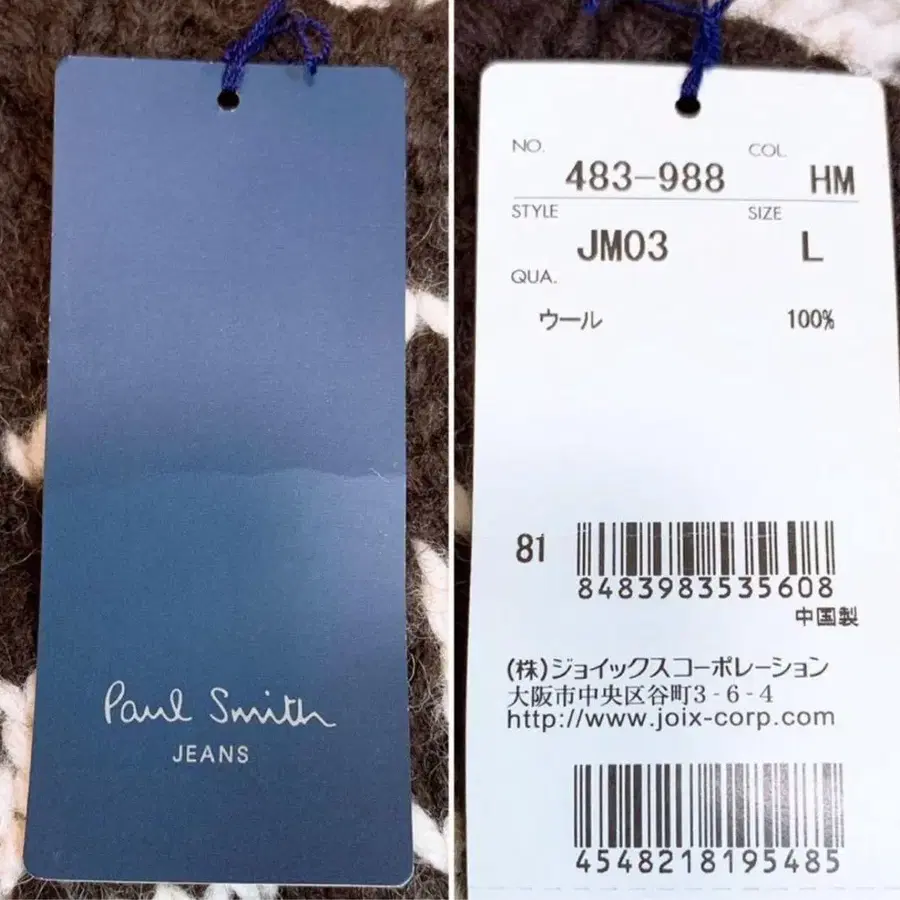 Paul Smith
JEANS
NO. 483-988 COL. HM
STYLE JM03 SIZE L
QUA.
ウール 100%
81
8483983535608
中国製
(株)ジョイックスコーポレーション
大阪市中央区谷町3-6-4
http://www.joix-corp.com
4548218195485